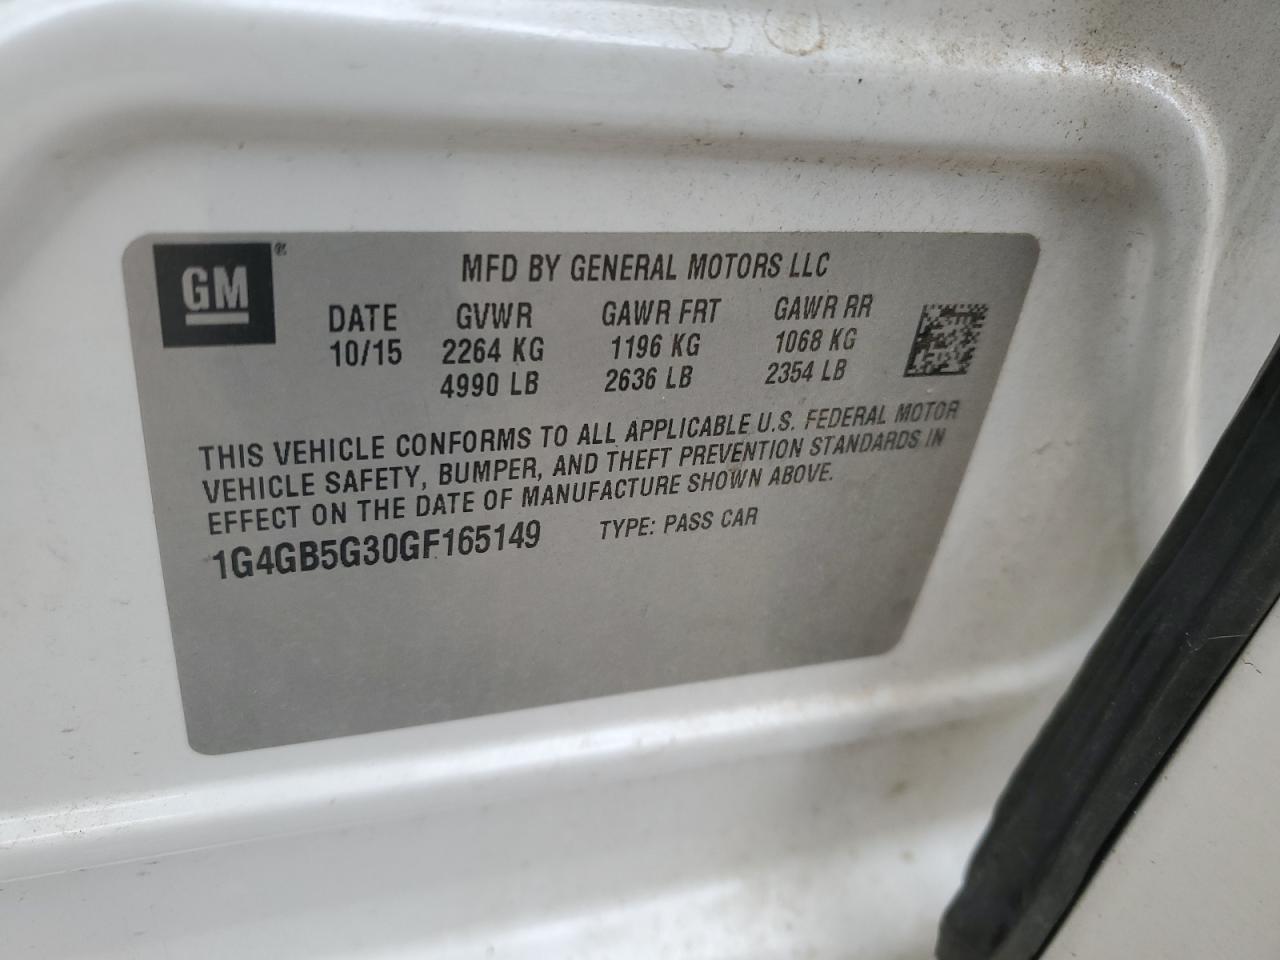 GM®
MFD BY GENERAL MOTORS LLC
DATE GVWR GAWR FRT GAWR RR
10/15 2264 KG 1196 KG 1068 KG
4990 LB 2636 LB 2354 LB
THIS VEHICLE CONFORMS TO ALL APPLICABLE U.S. FEDERAL MOTOR
VEHICLE SAFETY, BUMPER, AND THEFT PREVENTION STANDARDS IN
EFFECT ON THE DATE OF MANUFACTURE SHOWN ABOVE.
1G4GB5G30GF165149 TYPE: PASS CAR